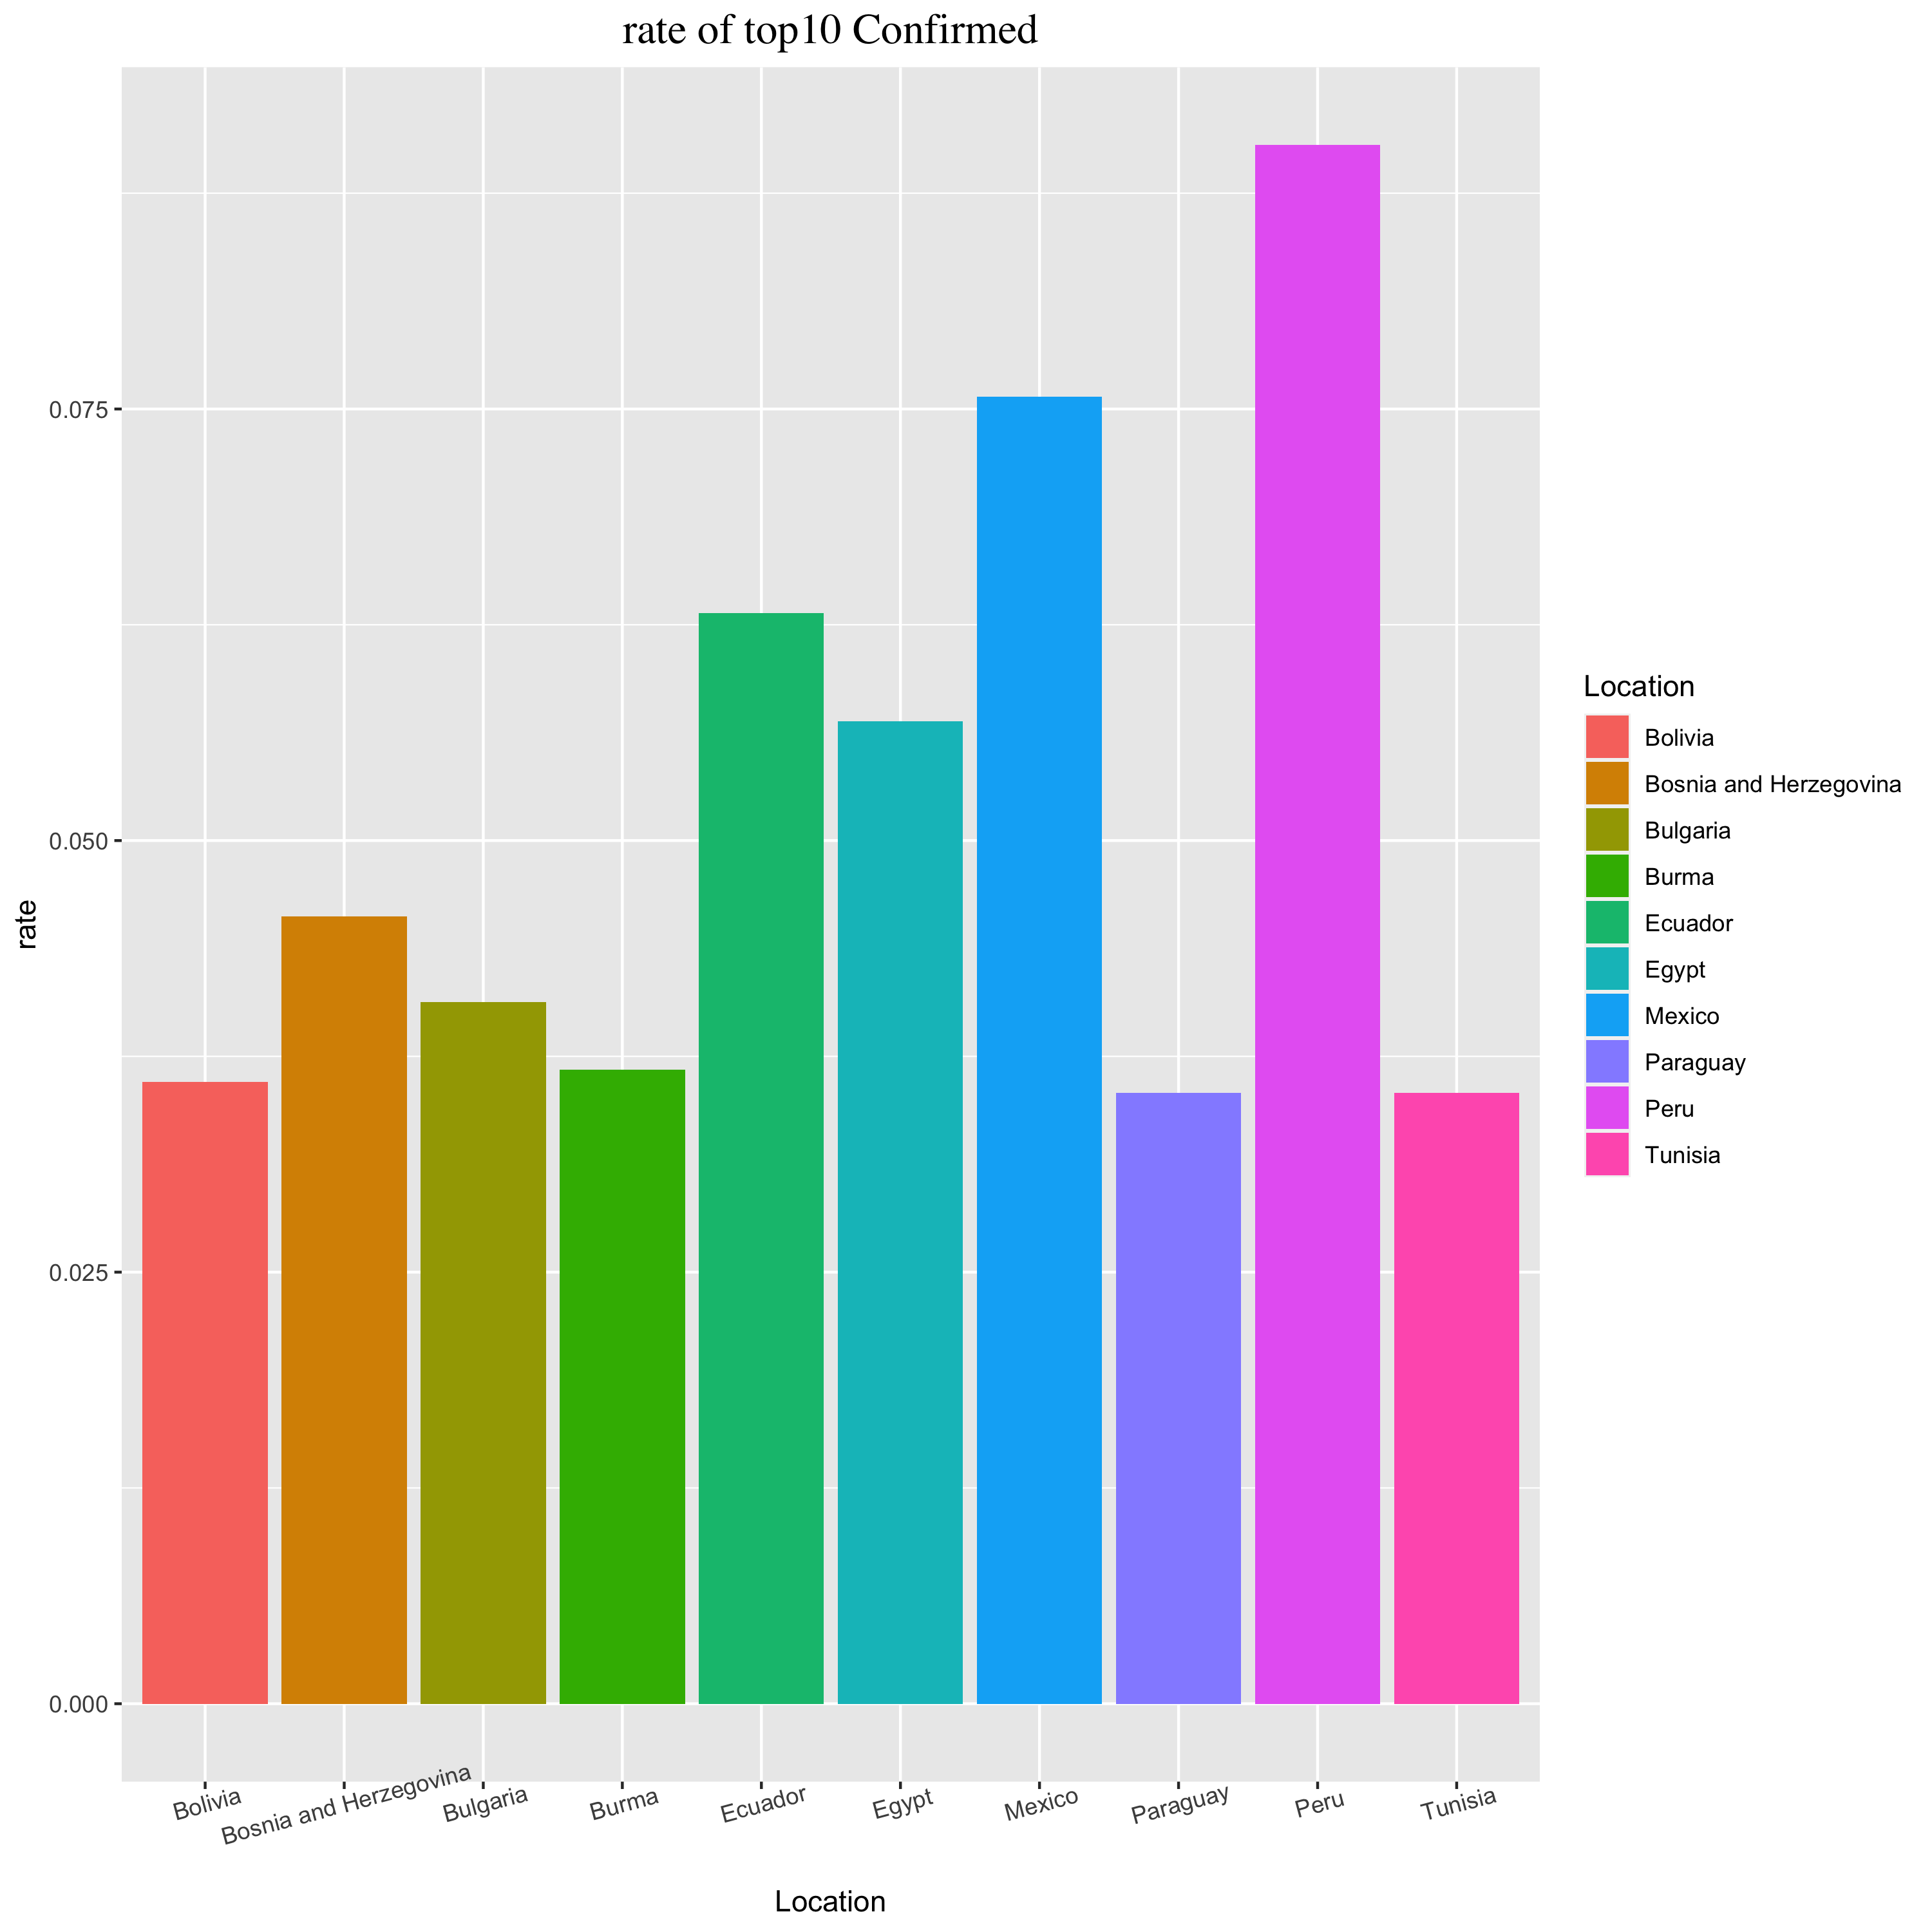 rate of top10 Confirmed
rate
0.075
0.050
0.025
0.000
Bolivia
Bosnia and Herzegovina
Bulgaria
Burma
Ecuador
Egypt
Mexico
Paraguay
Peru
Tunisia
Location
Location
Bolivia
Bosnia and Herzegovina
Bulgaria
Burma
Ecuador
Egypt
Mexico
Paraguay
Peru
Tunisia